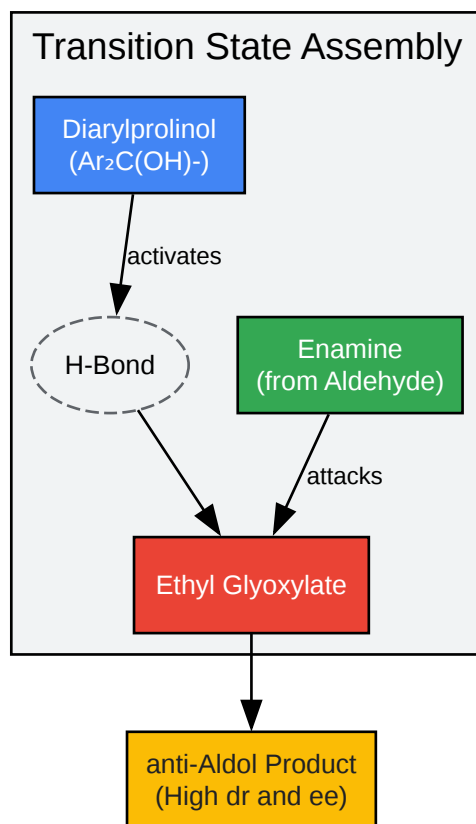 Transition State Assembly
Diarylprolinol
(Ar₂C(OH)-)
activates
H-Bond
Enamine
(from Aldehyde)
attacks
Ethyl Glyoxylate
anti-Aldol Product
(High dr and ee)